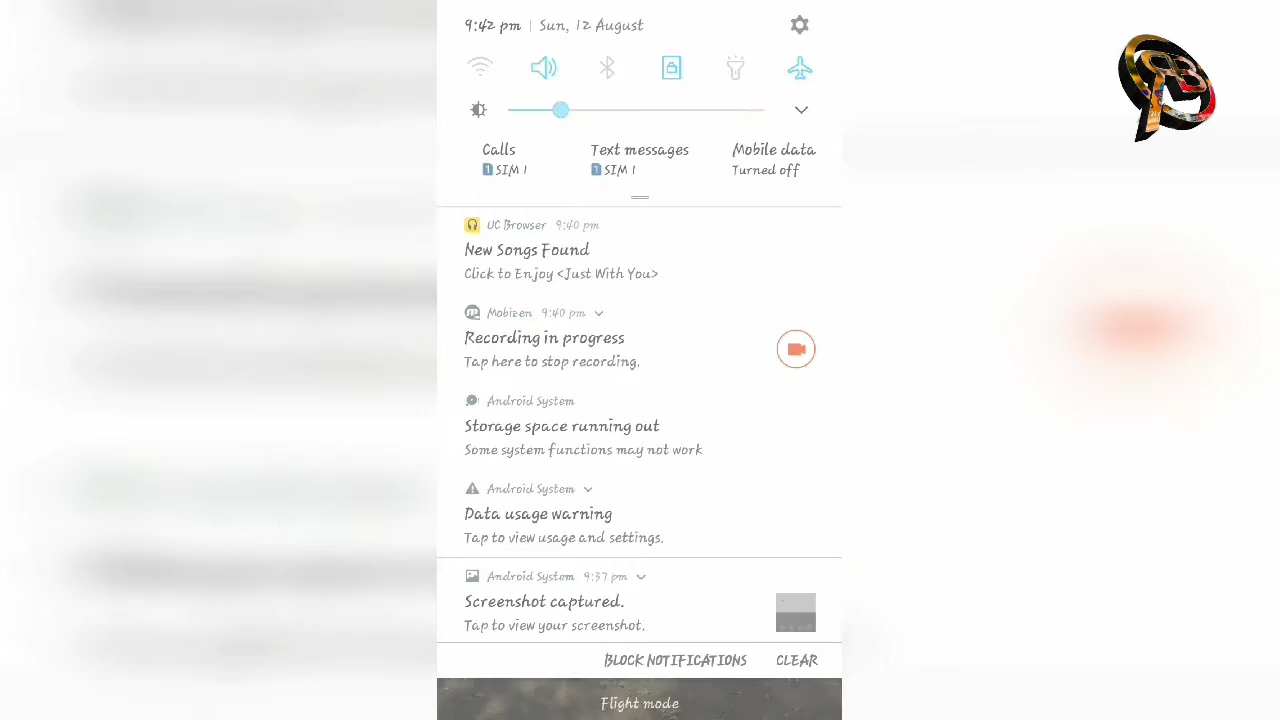 9:42 pm | Sun, 12 August
Calls
1 SIM 1
Text messages
1 SIM 1
Mobile data
Turned off
UC Browser 9:40 pm
New Songs Found
Click to Enjoy <Just With You>
Mobizen 9:40 pm
Recording in progress
Tap here to stop recording.
Android System
Storage space running out
Some system functions may not work
Android System
Data usage warning
Tap to view usage and settings.
Android System 9:37 pm
Screenshot captured.
Tap to view your screenshot.
BLOCK NOTIFICATIONS CLEAR
Flight mode